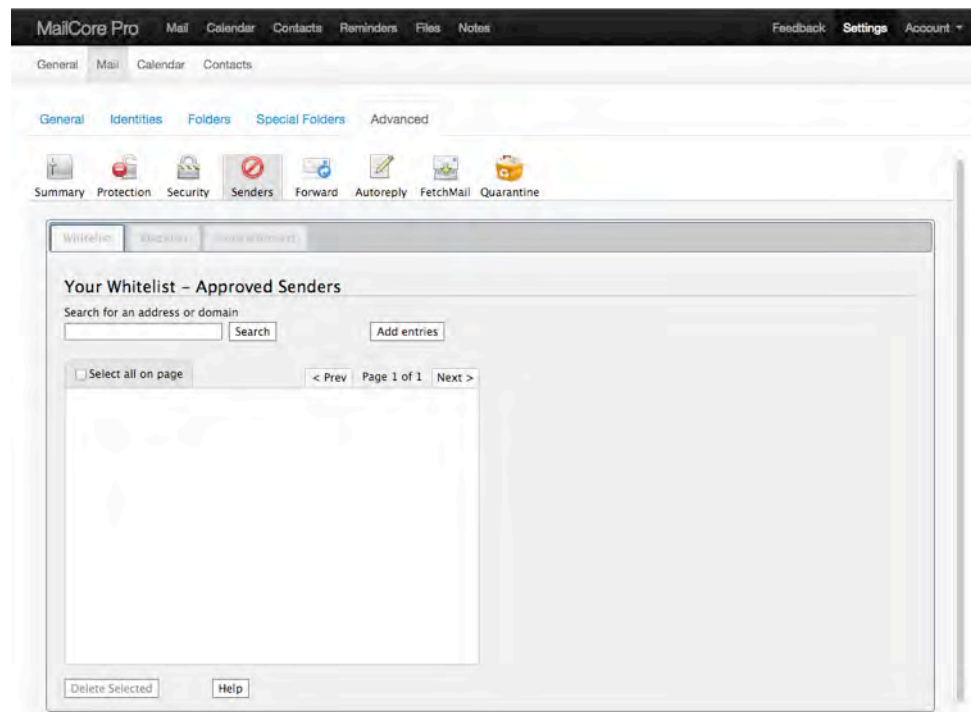 MailCore Pro Mail Calendar Contacts Reminders Files Notes Feedback Settings Account
General Mail Calendar Contacts
General Identities Folders Special Folders Advanced
Summary Protection Security Senders Forward Autoreply FetchMail Quarantine
Whitelist
Your Whitelist – Approved Senders
Search for an address or domain
Search Add entries
Select all on page < Prev Page 1 of 1 Next >
Delete Selected Help